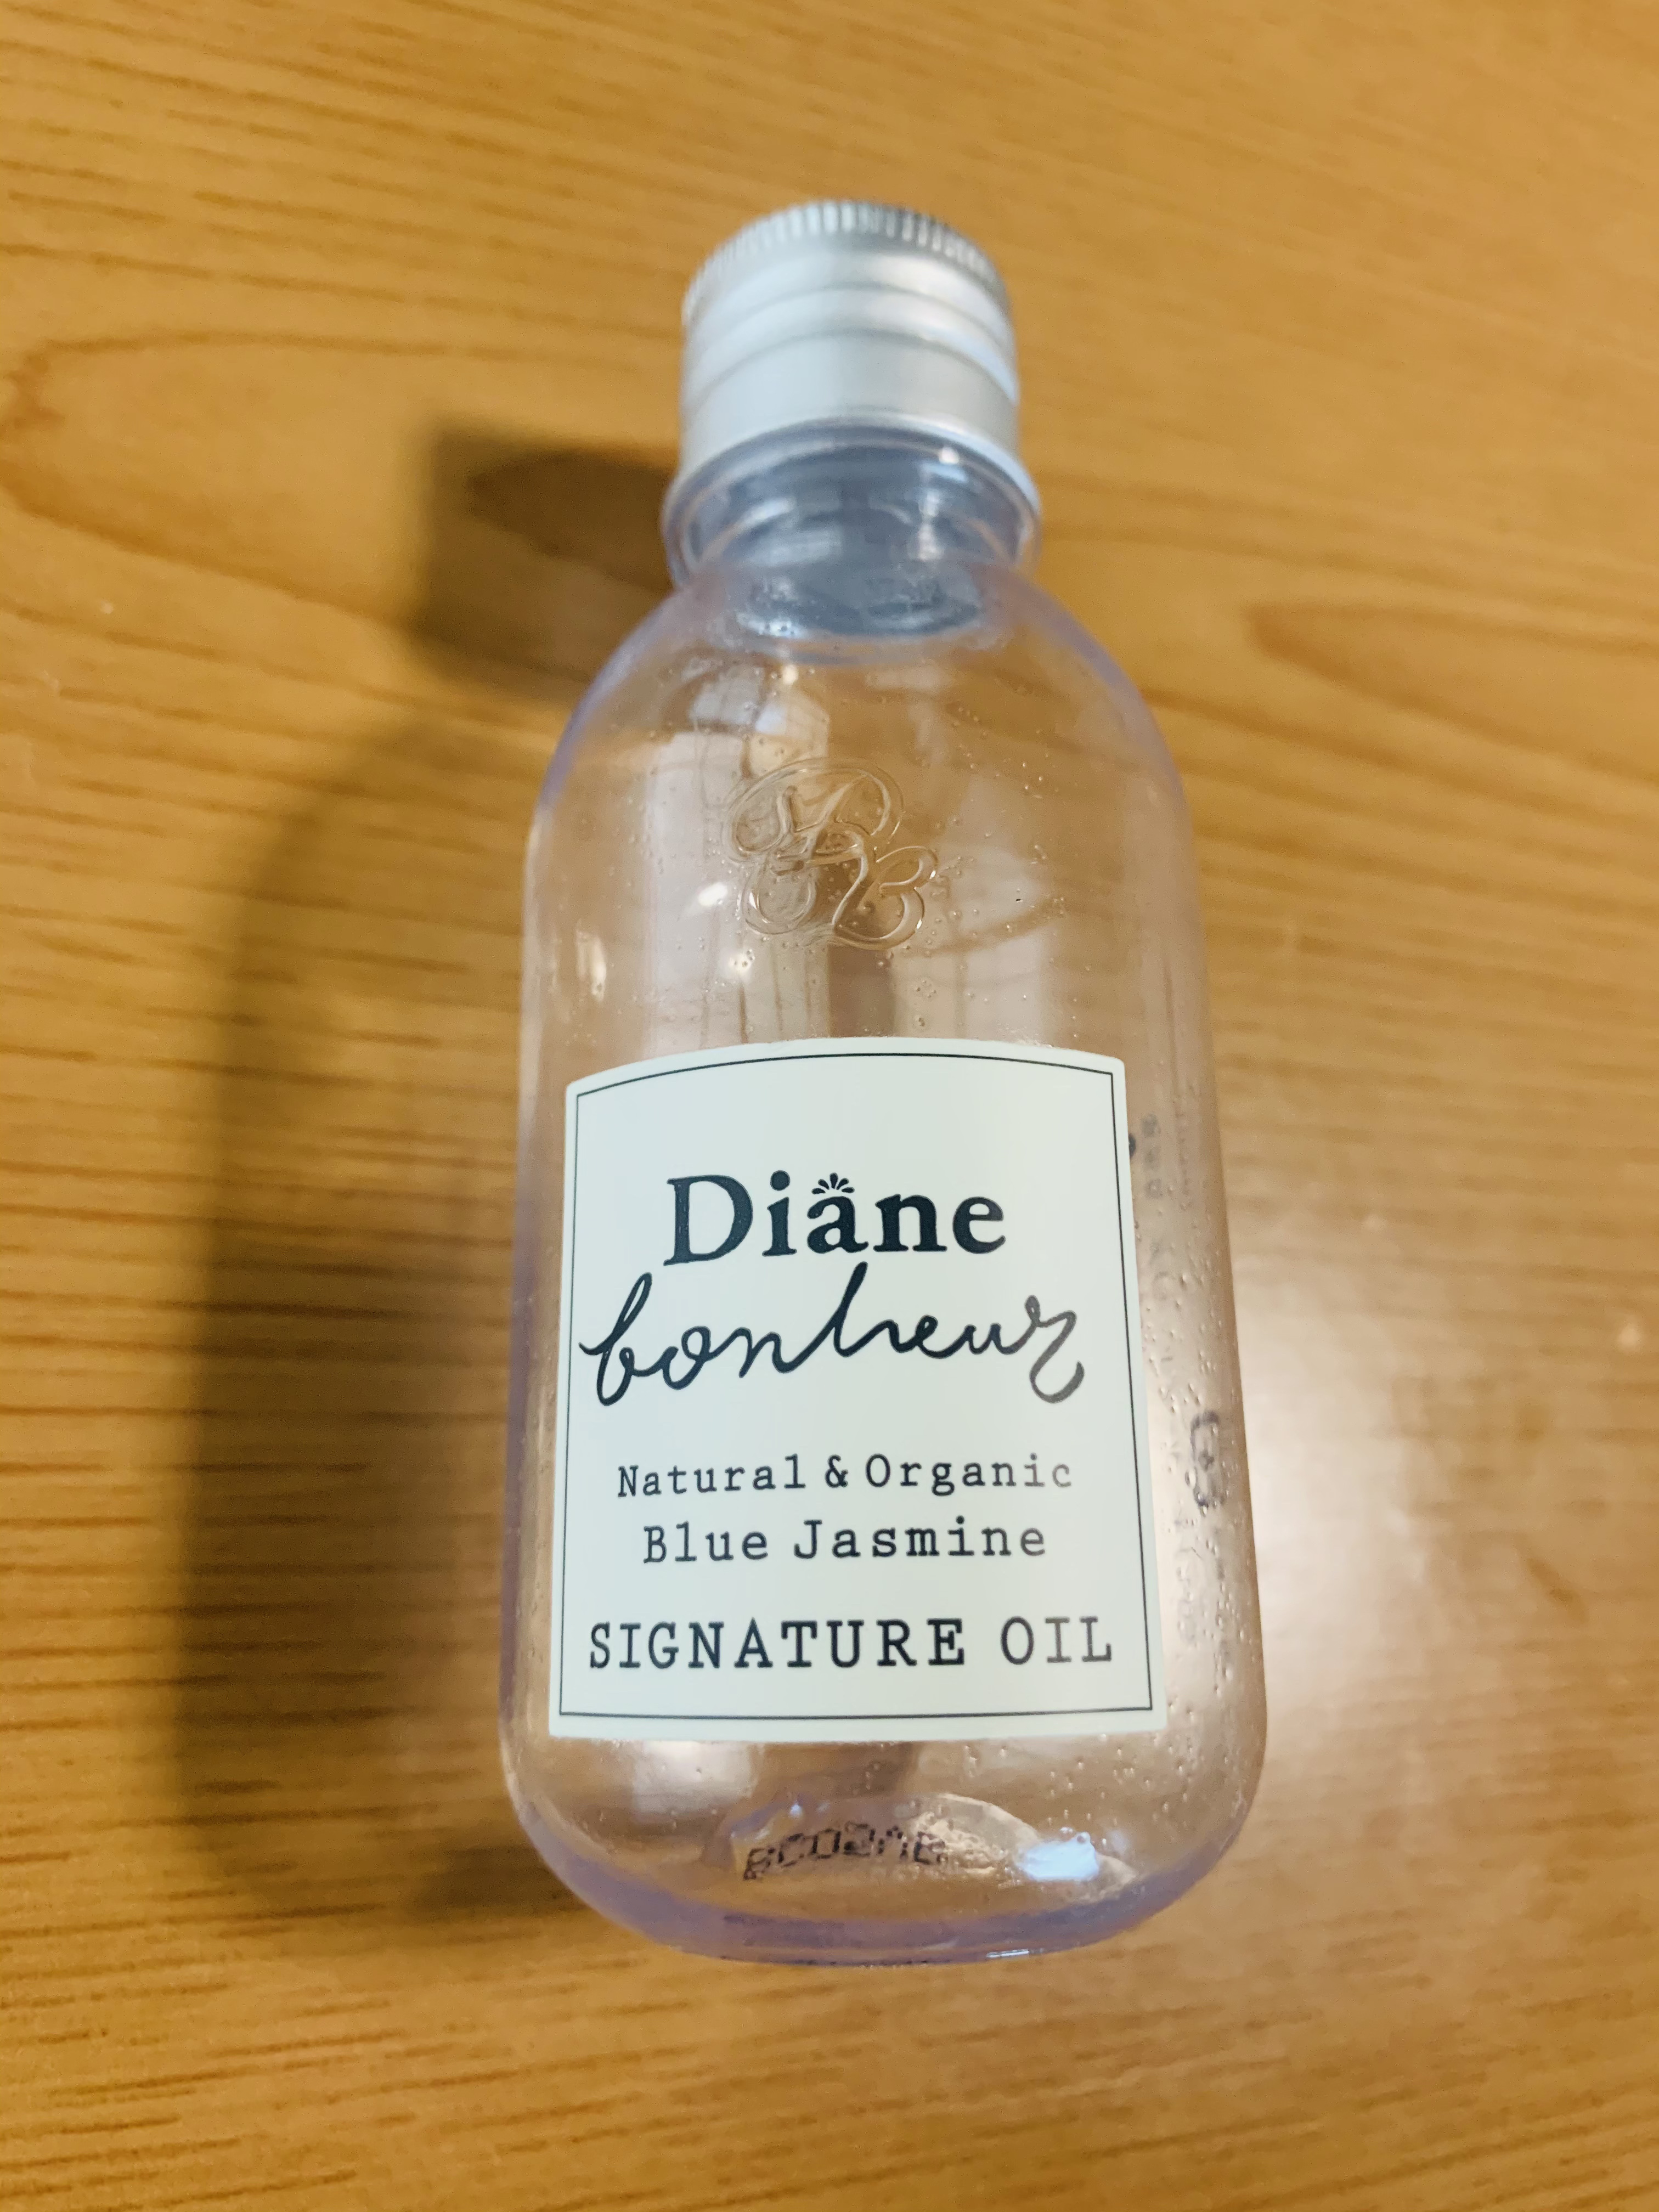 Diane
bonheur
Natural & Organic
Blue Jasmine
SIGNATURE OIL